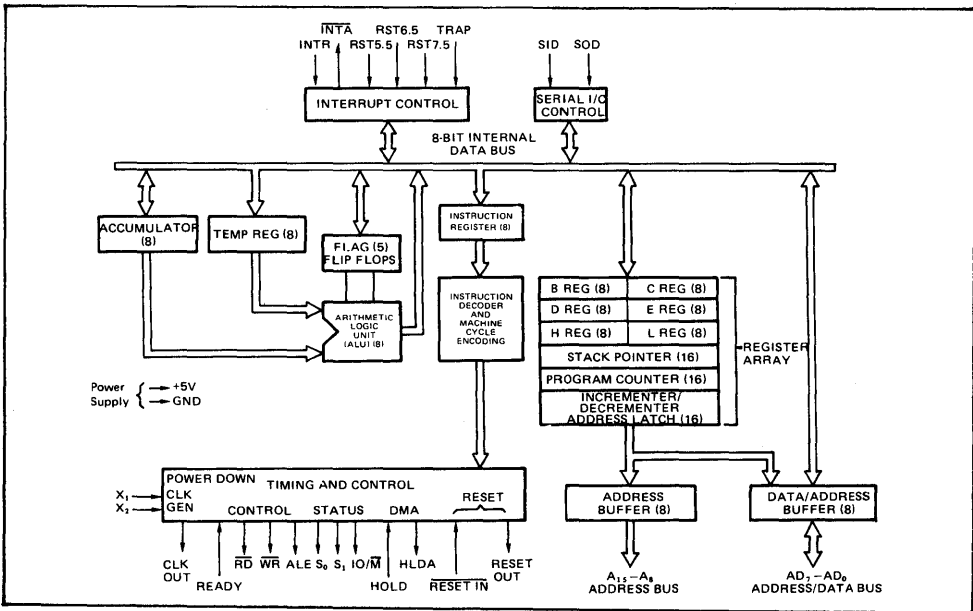 INTA RST6.5 TRAP
INTR RST5.5 RST7.5
SID SOD
INTERRUPT CONTROL
SERIAL I/C
CONTROL
8-BIT INTERNAL
DATA BUS
ACCUMULATOR
(8)
TEMP REG (8)
FLAG (5)
FLIP FLOPS
INSTRUCTION
REGISTER (8)
ARITHMETIC
LOGIC
UNIT
(ALU) (8)
INSTRUCTION
DECODER
AND
MACHINE
CYCLE
ENCODING
B REG (8) C REG (8)
D REG (8) E REG (8)
H REG (8) L REG (8)
STACK POINTER (16)
PROGRAM COUNTER (16)
INCREMENTER/
DECREMENTER
ADDRESS LATCH (16)
REGISTER
ARRAY
Power
Supply
+5V
GND
POWER DOWN
TIMING AND CONTROL
X₁
X₂
CLK
GEN
CONTROL STATUS DMA RESET
CLK
OUT
READY
RD WR ALE S₀ S₁ IO/M
HOLD
HLDA
RESET IN
RESET
OUT
ADDRESS
BUFFER (8)
DATA/ADDRESS
BUFFER (8)
A₁₅–A₈
ADDRESS BUS
AD₇–AD₀
ADDRESS/DATA BUS